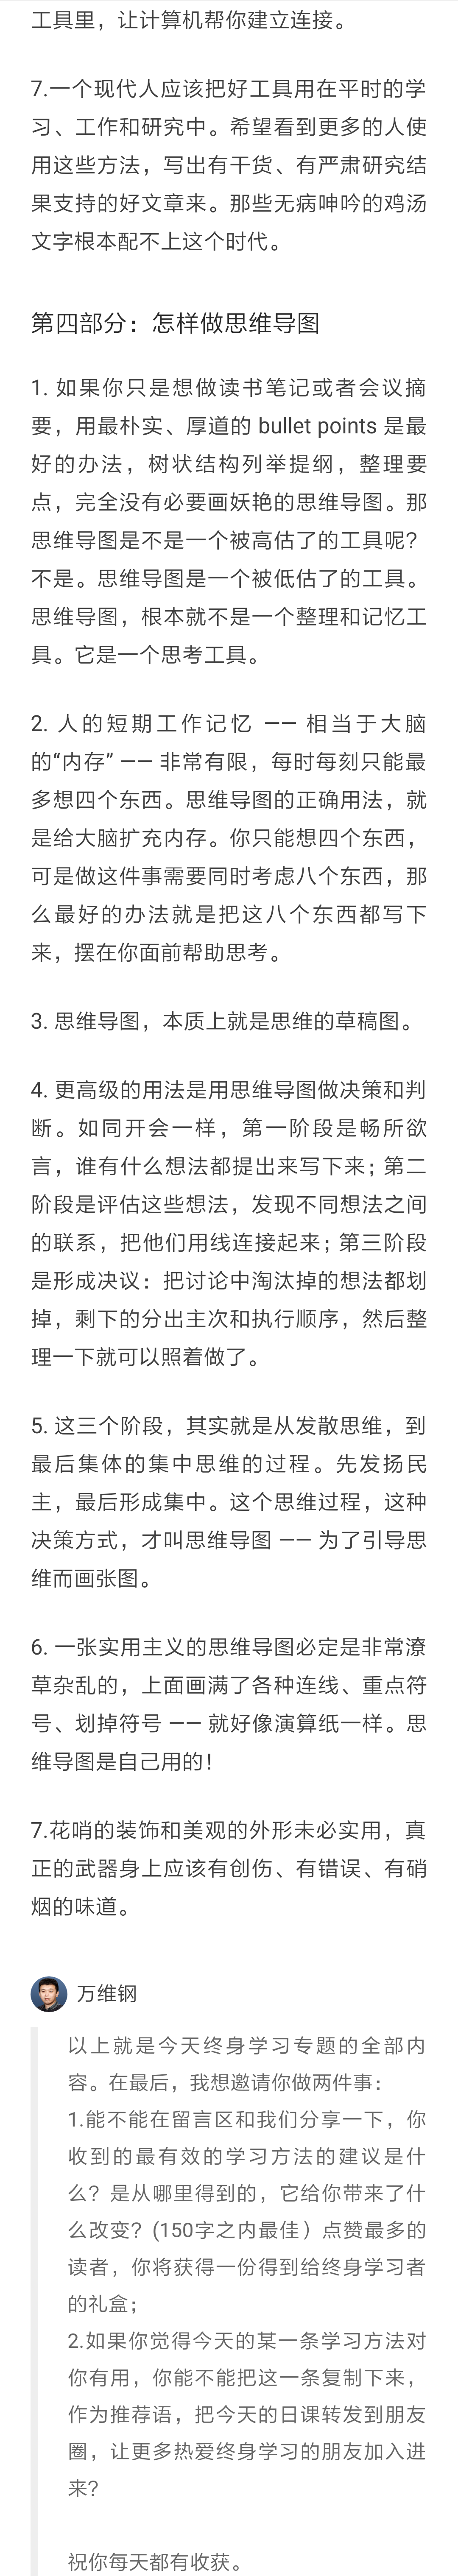 工具里，让计算机帮你建立连接。
7.一个现代人应该把好工具用在平时的学
习、工作和研究中。希望看到更多的人使
用这些方法，写出有干货、有严肃研究结
果支持的好文章来。那些无病呻吟的鸡汤
文字根本配不上这个时代。
第四部分：怎样做思维导图
1. 如果你只是想做读书笔记或者会议摘
要，用最朴实、厚道的 bullet points 是最
好的办法，树状结构列举提纲，整理要
点，完全没有必要画妖艳的思维导图。那
思维导图是不是一个被高估了的工具呢？
不是。思维导图是一个被低估了的工具。
思维导图，根本就不是一个整理和记忆工
具。它是一个思考工具。
2. 人的短期工作记忆 —— 相当于大脑
的“内存” —— 非常有限，每时每刻只能最
多想四个东西。思维导图的正确用法，就
是给大脑扩充内存。你只能想四个东西，
可是做这件事需要同时考虑八个东西，那
么最好的办法就是把这八个东西都写下
来，摆在你面前帮助思考。
3. 思维导图，本质上就是思维的草稿图。
4. 更高级的用法是用思维导图做决策和判
断。如同开会一样，第一阶段是畅所欲
言，谁有什么想法都提出来写下来；第二
阶段是评估这些想法，发现不同想法之间
的联系，把他们用线连接起来；第三阶段
是形成决议：把讨论中淘汰掉的想法都划
掉，剩下的分出主次和执行顺序，然后整
理一下就可以照着做了。
5. 这三个阶段，其实就是从发散思维，到
最后集体的集中思维的过程。先发扬民
主，最后形成集中。这个思维过程，这种
决策方式，才叫思维导图 —— 为了引导思
维而画张图。
6. 一张实用主义的思维导图必定是非常潦
草杂乱的，上面画满了各种连线、重点符
号、划掉符号 —— 就好像演算纸一样。思
维导图是自己用的！
7.花哨的装饰和美观的外形未必实用，真
正的武器身上应该有创伤、有错误、有硝
烟的味道。
万维钢
以上就是今天终身学习专题的全部内
容。在最后，我想邀请你做两件事：
1.能不能在留言区和我们分享一下，你
收到的最有效的学习方法的建议是什
么？是从哪里得到的，它给你带来了什
么改变？(150字之内最佳）点赞最多的
读者，你将获得一份得到给终身学习者
的礼盒；
2.如果你觉得今天的某一条学习方法对
你有用，你能不能把这一条复制下来，
作为推荐语，把今天的日课转发到朋友
圈，让更多热爱终身学习的朋友加入进
来?
祝你每天都有收获。